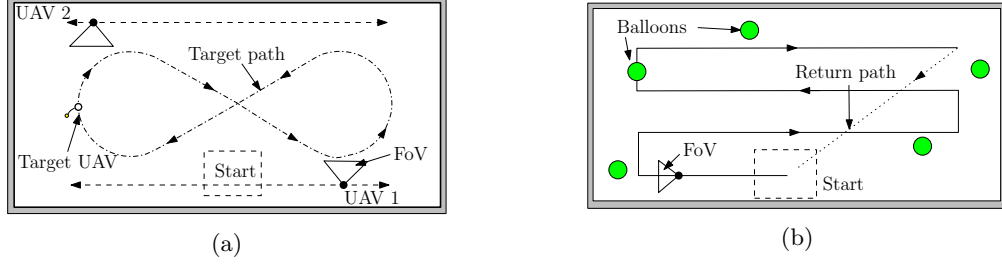 UAV 2
Target path
Target UAV
Start
FoV
UAV 1
(a)
Balloons
Return path
FoV
Start
(b)